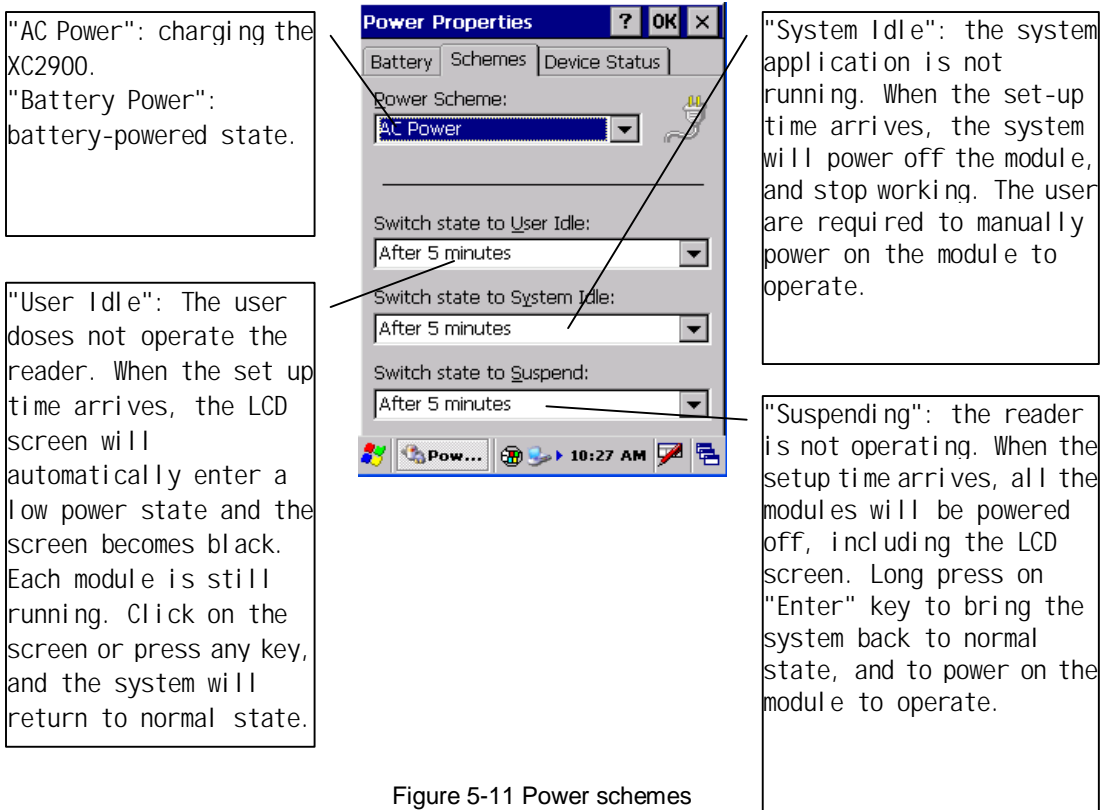 "AC Power": charging the
XC2900.
"Battery Power":
battery-powered state.
"User Idle": The user
doses not operate the
reader. When the set up
time arrives, the LCD
screen will
automatically enter a
low power state and the
screen becomes black.
Each module is still
running. Click on the
screen or press any key,
and the system will
return to normal state.
Power Properties ? OK ×
Battery Schemes Device Status
Power Scheme:
AC Power
Switch state to User Idle:
After 5 minutes
Switch state to System Idle:
After 5 minutes
Switch state to Suspend:
After 5 minutes
Pow... 10:27 AM
"System Idle": the system
application is not
running. When the set-up
time arrives, the system
will power off the module,
and stop working. The user
are required to manually
power on the module to
operate.
"Suspending": the reader
is not operating. When the
setup time arrives, all the
modules will be powered
off, including the LCD
screen. Long press on
"Enter" key to bring the
system back to normal
state, and to power on the
module to operate.
Figure 5-11 Power schemes